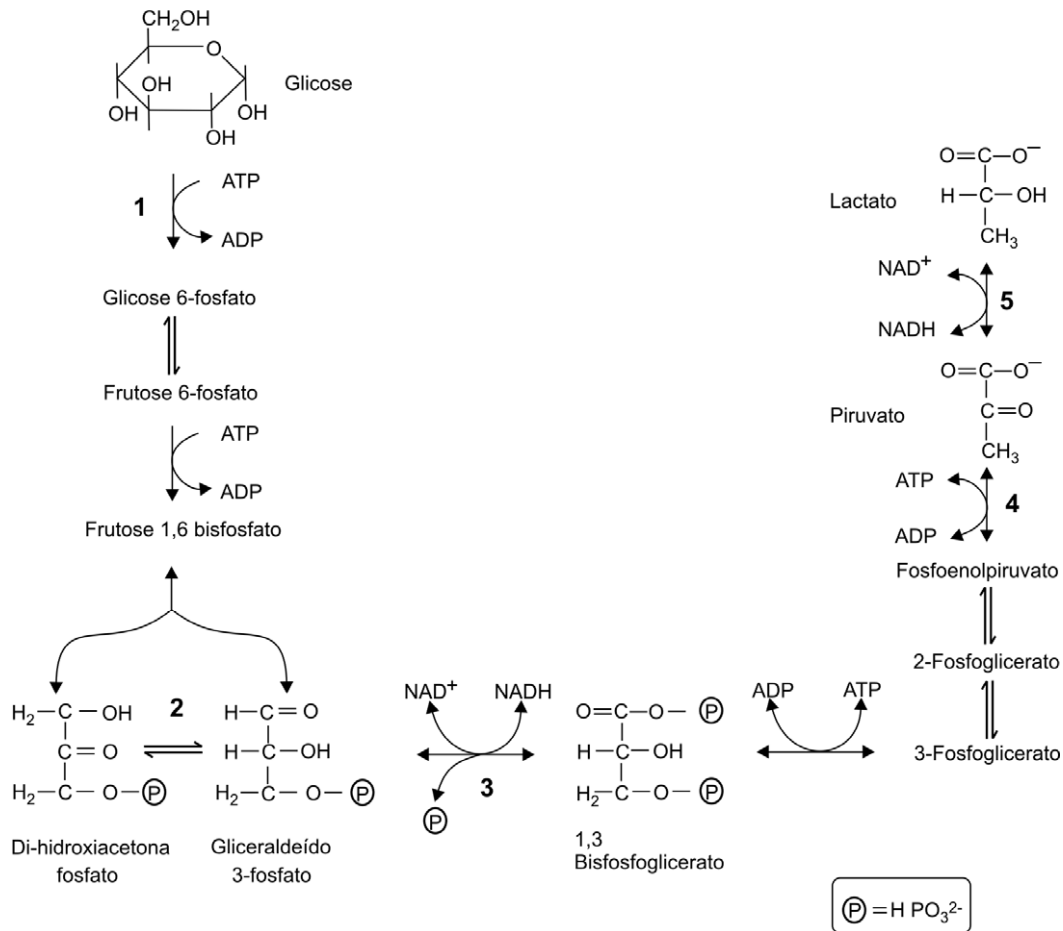 CH₂OH
O
OH
OH
OH
OH
Glicose
1
ATP
ADP
Glicose 6-fosfato
Frutose 6-fosfato
ATP
ADP
Frutose 1,6 bisfosfato
H₂—C—OH
C=O
H₂—C—O—P
Di-hidroxiacetona
fosfato
2
H—C=O
H—C—OH
H₂—C—O—P
Gliceraldeído
3-fosfato
NAD⁺
NADH
P
3
O=C—O—P
H—C—OH
H₂—C—O—P
1,3
Bisfosfoglicerato
ADP
ATP
3-Fosfoglicerato
2-Fosfoglicerato
Fosfoenolpiruvato
ADP
ATP
4
Piruvato
O=C—O⁻
C=O
CH₃
NADH
NAD⁺
5
Lactato
O=C—O⁻
H—C—OH
CH₃
P = H PO₃²⁻